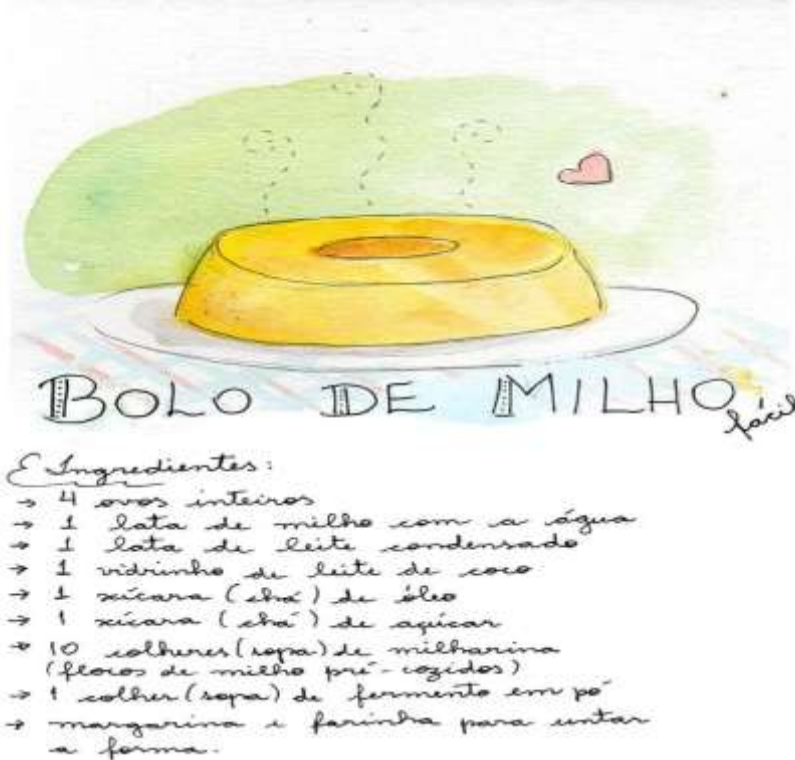 BOLO DE MILHO
fácil
Ingredientes:
→ 4 ovos inteiros
→ 1 lata de milho com a água
→ 1 lata de leite condensado
→ 1 vidrinho de leite de coco
→ 1 xícara (chá) de óleo
→ 1 xícara (chá) de açúcar
→ 10 colheres (sopa) de milharina
(flocos de milho pré-cozidos)
→ 1 colher (sopa) de fermento em pó
→ margarina e farinha para untar
a forma.